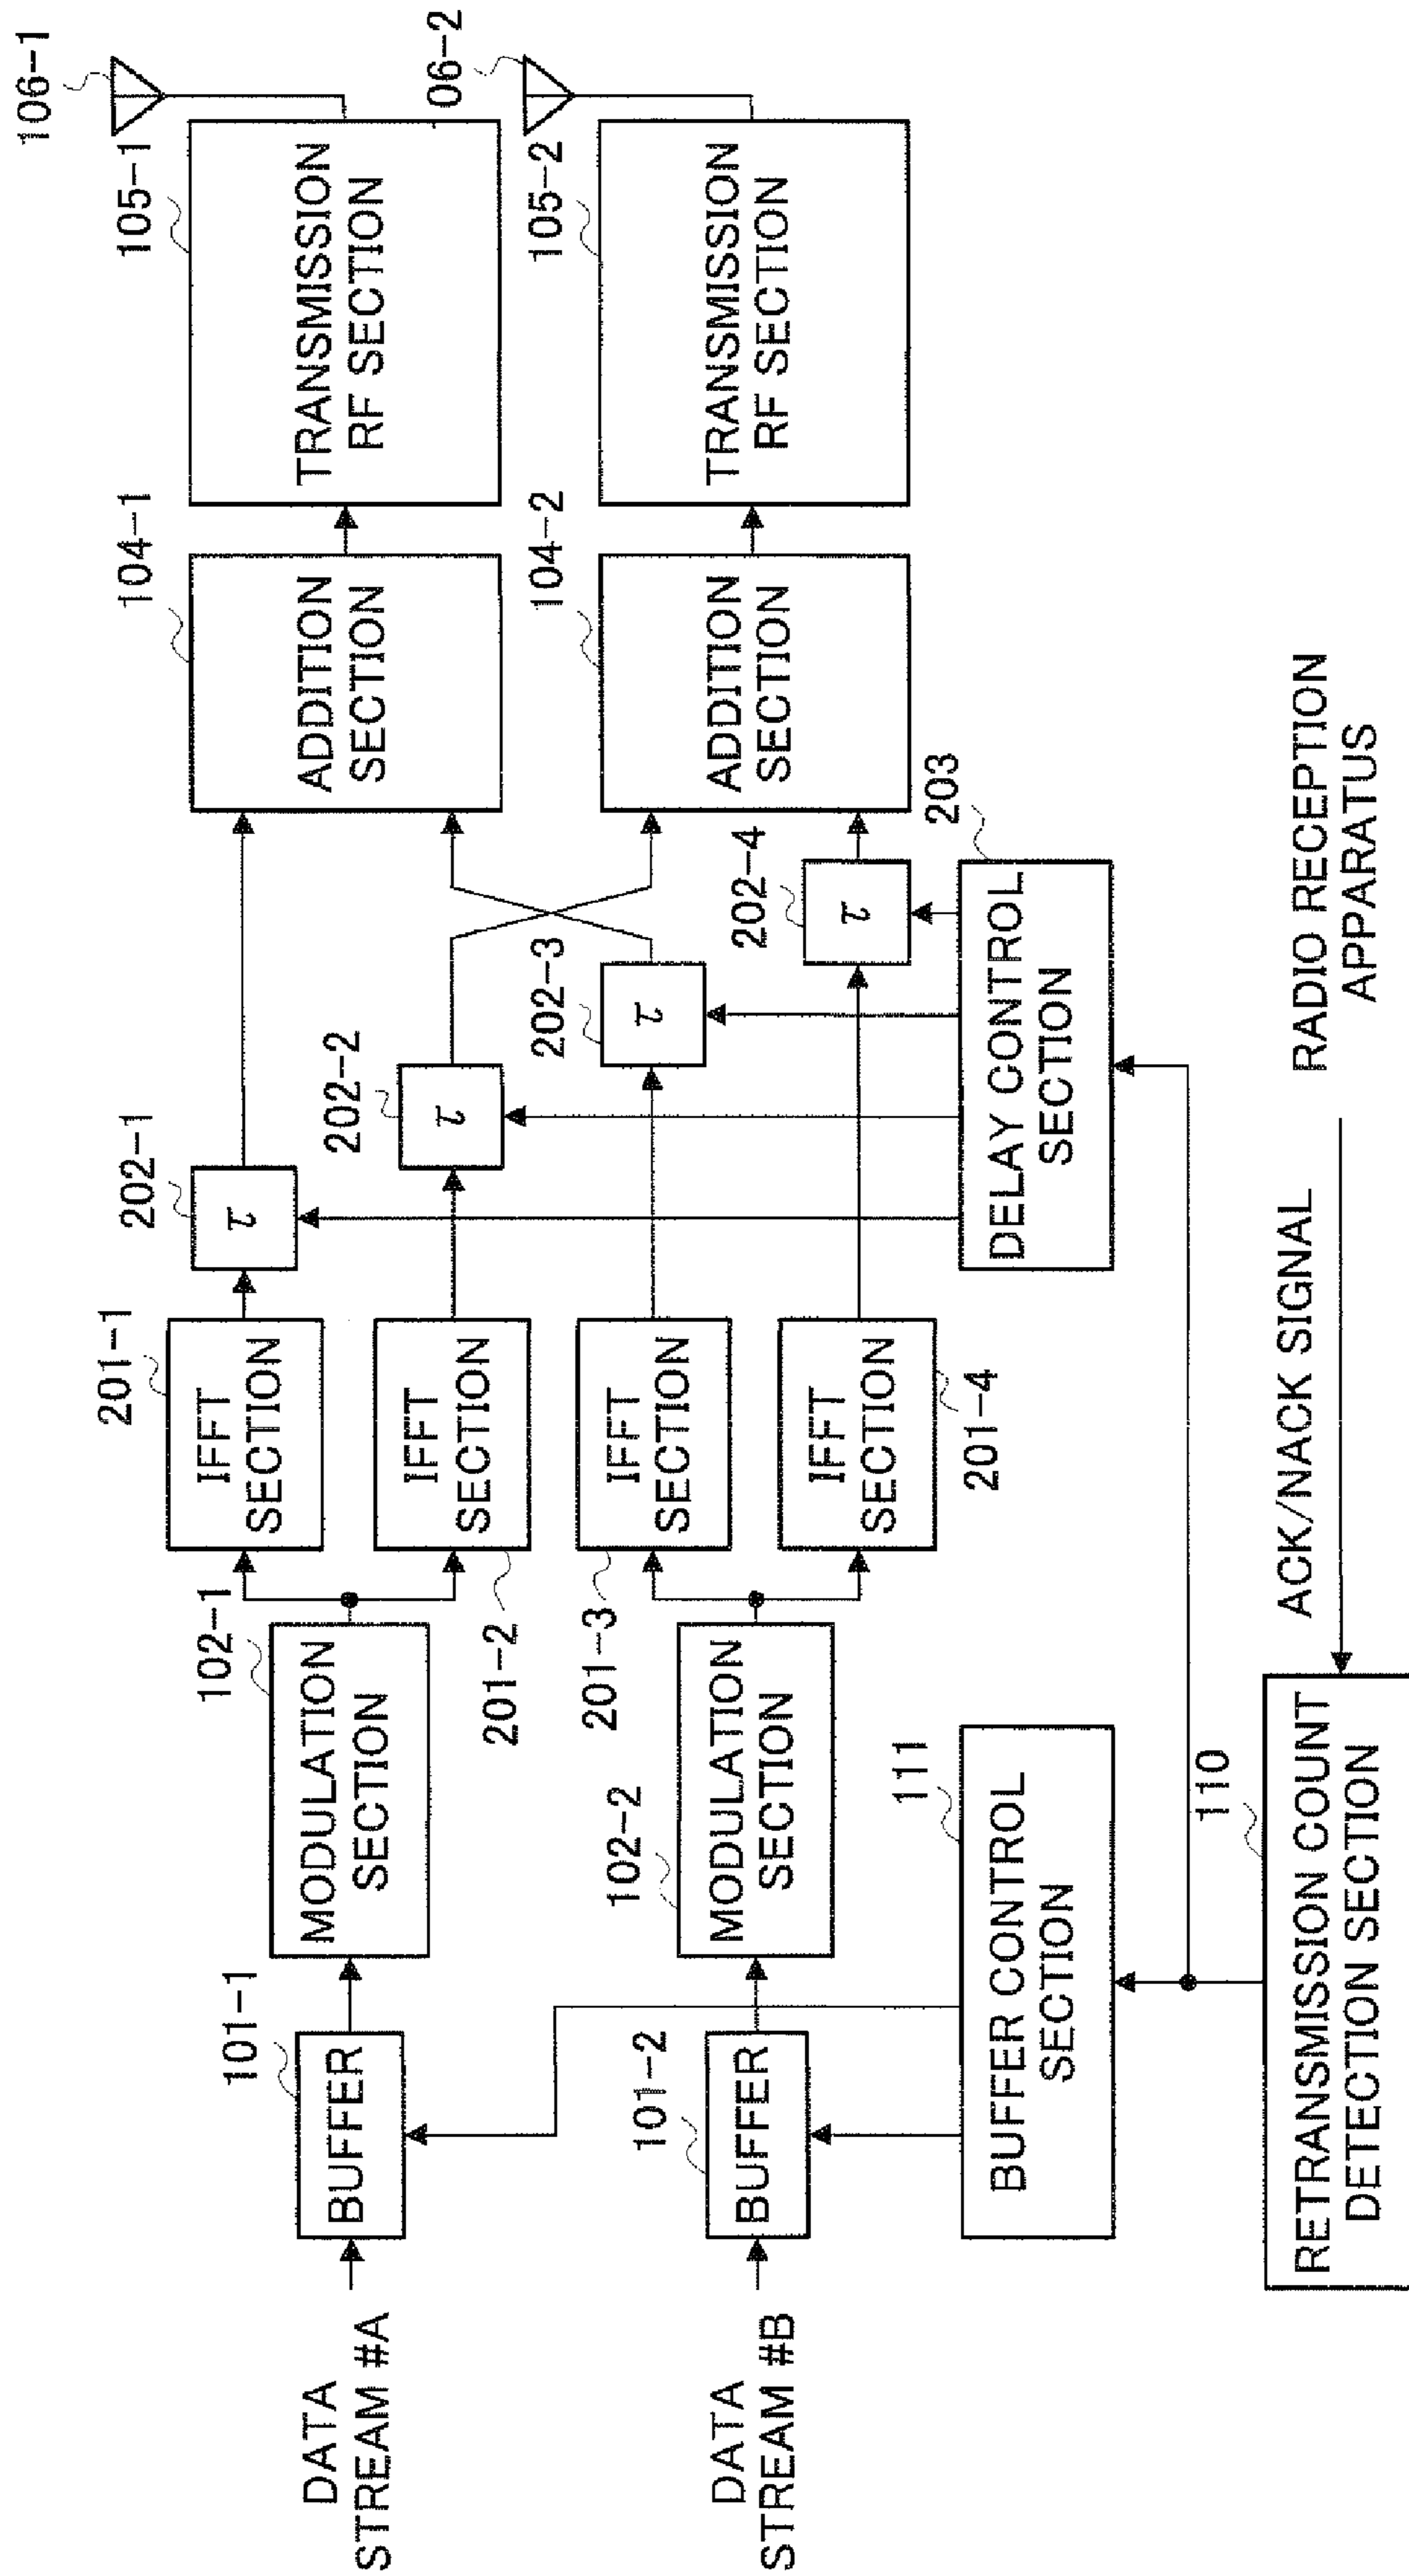 DATA
STREAM #A
101-1
BUFFER
102-1
MODULATION
SECTION
201-1
IFFT
SECTION
201-2
IFFT
SECTION
202-1
τ
202-2
τ
104-1
ADDITION
SECTION
105-1
TRANSMISSION
RF SECTION
106-1
DATA
STREAM #B
101-2
BUFFER
102-2
MODULATION
SECTION
201-3
IFFT
SECTION
201-4
IFFT
SECTION
202-3
τ
202-4
τ
104-2
ADDITION
SECTION
105-2
TRANSMISSION
RF SECTION
06-2
111
BUFFER CONTROL
SECTION
203
DELAY CONTROL
SECTION
110
RETRANSMISSION COUNT
DETECTION SECTION
ACK/NACK SIGNAL
RADIO RECEPTION
APPARATUS